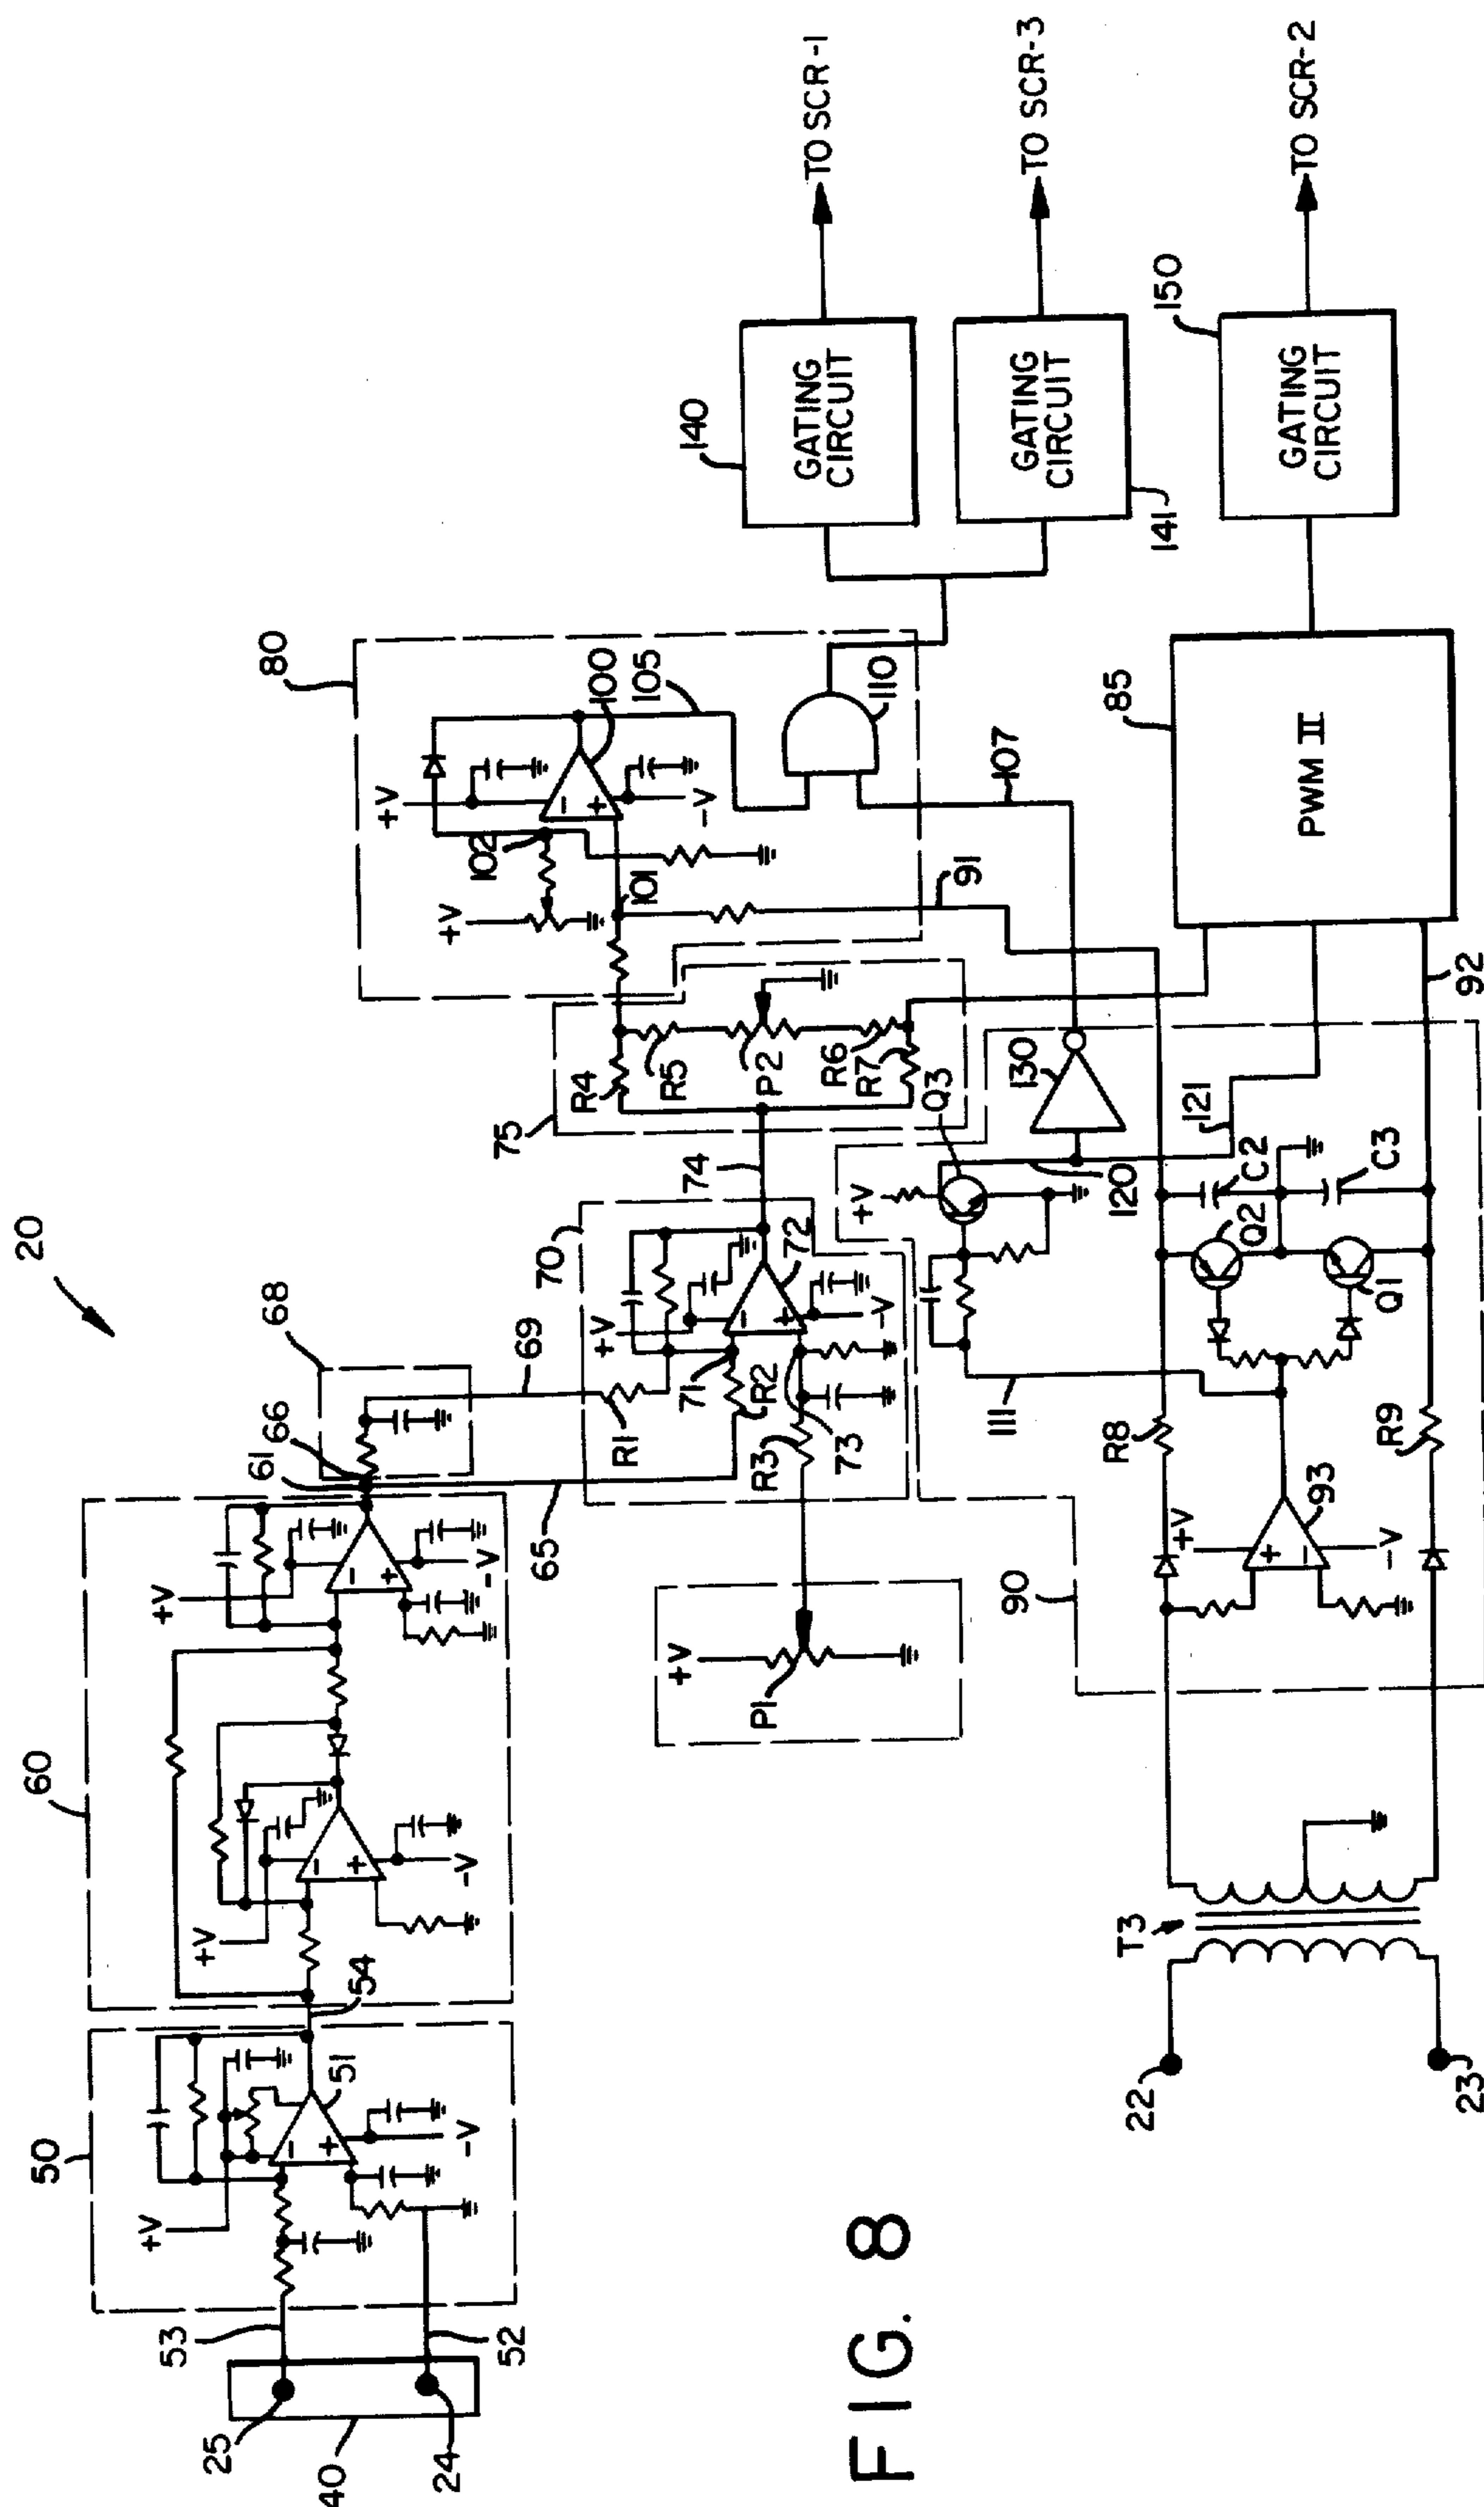 20
TO SCR-1
TO SCR-3
TO SCR-2
140
GATING
CIRCUIT
141
GATING
CIRCUIT
150
GATING
CIRCUIT
80
+V
100
105
110
107
102
+V
-V
101
91
85
PWM II
92
75
R4
R5
P2
R6
R7
Q3
130
121
120
C2
C3
Q2
Q1
74
70
+V
72
-V
71
R1
R2
R3
73
+V
111
R8
R9
+V
93
-V
90
68
66
61
69
65
+V
-V
60
+V
-V
+V
P1
54
50
+V
51
-V
53
52
25
24
40
T3
22
23
FIG. 8